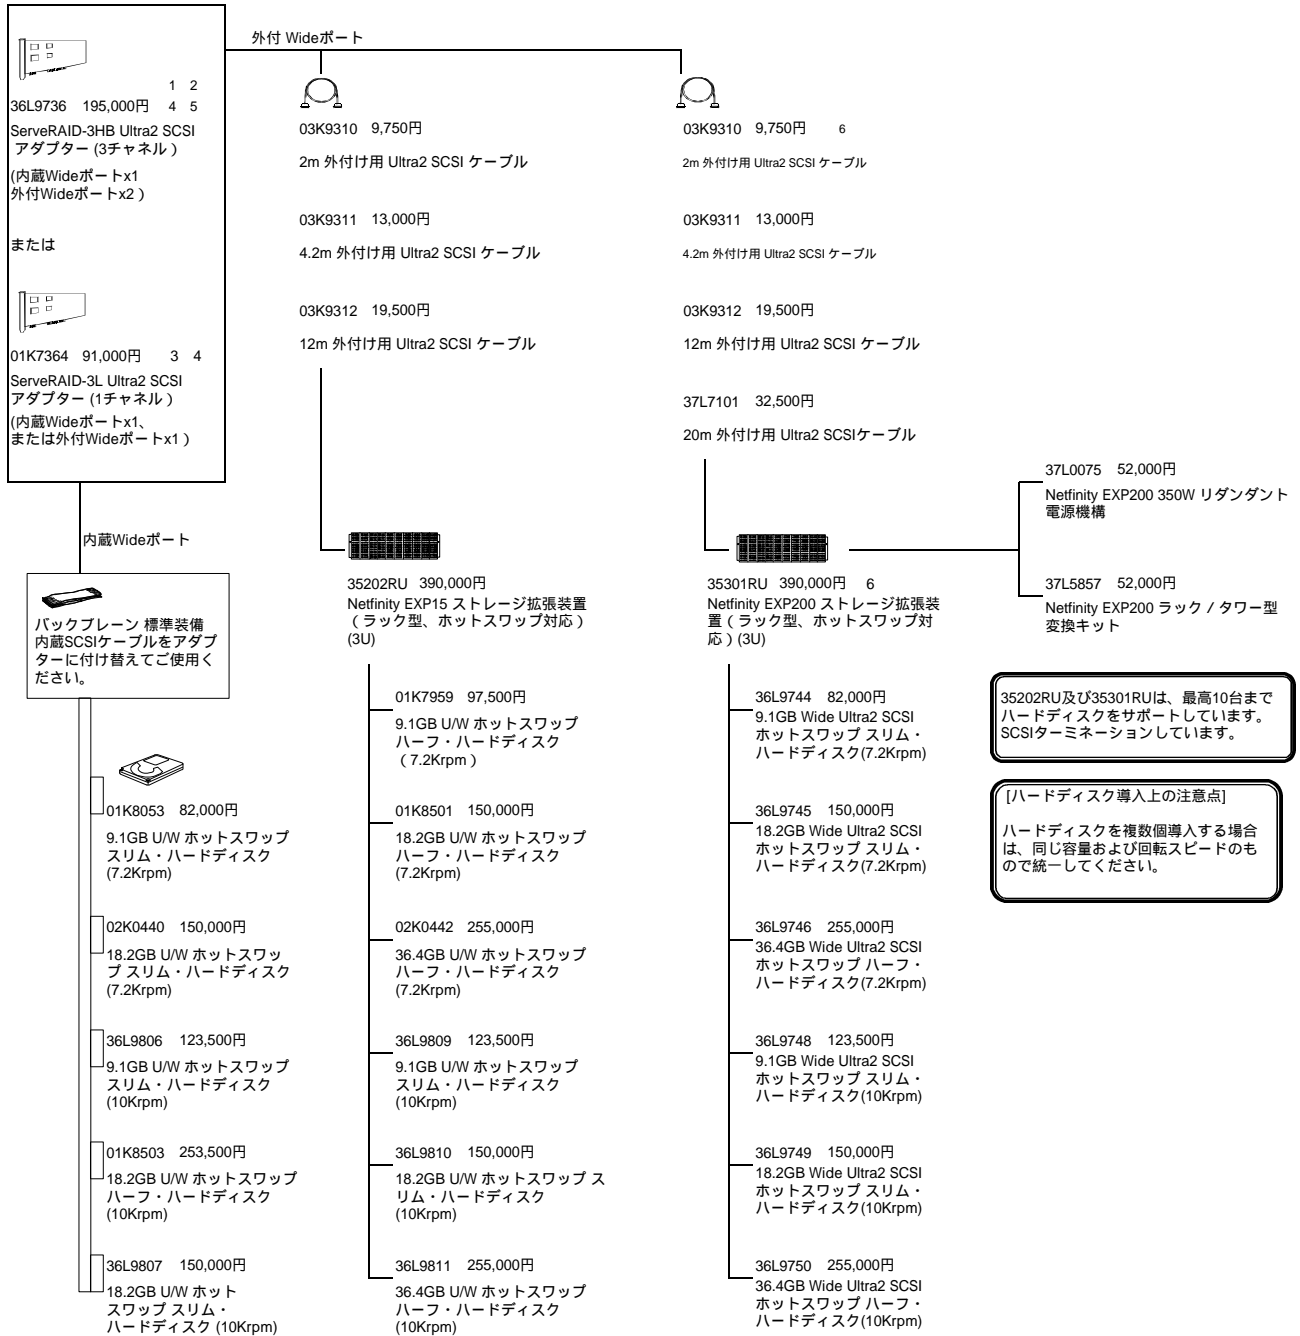 外付 Wideポート
1 2
36L9736 195,000円 4 5
ServeRAID-3HB Ultra2 SCSI
アダプター (3チャネル )
(内蔵Wideポートx1
外付Wideポートx2 )
または
01K7364 91,000円 3 4
ServeRAID-3L Ultra2 SCSI
アダプター (1チャネル )
(内蔵Wideポートx1、
または外付Wideポートx1 )
内蔵Wideポート
バックプレーン 標準装備
内蔵SCSIケーブルをアダプ
ターに付け替えてご使用く
ださい。
01K8053 82,000円
9.1GB U/W ホットスワップ
スリム・ハードディスク
(7.2Krpm)
02K0440 150,000円
18.2GB U/W ホットスワッ
プ スリム・ハードディスク
(7.2Krpm)
36L9806 123,500円
9.1GB U/W ホットスワップ
スリム・ハードディスク
(10Krpm)
01K8503 253,500円
18.2GB U/W ホットスワップ
ハーフ・ハードディスク
(10Krpm)
36L9807 150,000円
18.2GB U/W ホット
スワップ スリム・
ハードディスク (10Krpm)
03K9310 9,750円
2m 外付け用 Ultra2 SCSI ケーブル
03K9311 13,000円
4.2m 外付け用 Ultra2 SCSI ケーブル
03K9312 19,500円
12m 外付け用 Ultra2 SCSI ケーブル
35202RU 390,000円
Netfinity EXP15 ストレージ拡張装置
( ラック型、ホットスワップ対応 )
(3U)
01K7959 97,500円
9.1GB U/W ホットスワップ
ハーフ・ハードディスク
( 7.2Krpm )
01K8501 150,000円
18.2GB U/W ホットスワップ
ハーフ・ハードディスク
(7.2Krpm)
02K0442 255,000円
36.4GB U/W ホットスワップ
ハーフ・ハードディスク
(7.2Krpm)
36L9809 123,500円
9.1GB U/W ホットスワップ
スリム・ハードディスク
(10Krpm)
36L9810 150,000円
18.2GB U/W ホットスワップ ス
リム・ハードディスク
(10Krpm)
36L9811 255,000円
36.4GB U/W ホットスワップ
ハーフ・ハードディスク
(10Krpm)
03K9310 9,750円 6
2m 外付け用 Ultra2 SCSI ケーブル
03K9311 13,000円
4.2m 外付け用 Ultra2 SCSI ケーブル
03K9312 19,500円
12m 外付け用 Ultra2 SCSI ケーブル
37L7101 32,500円
20m 外付け用 Ultra2 SCSIケーブル
35301RU 390,000円 6
Netfinity EXP200 ストレージ拡張装
置 ( ラック型、ホットスワップ対
応 ) (3U)
36L9744 82,000円
9.1GB Wide Ultra2 SCSI
ホットスワップ スリム・
ハードディスク(7.2Krpm)
36L9745 150,000円
18.2GB Wide Ultra2 SCSI
ホットスワップ スリム・
ハードディスク(7.2Krpm)
36L9746 255,000円
36.4GB Wide Ultra2 SCSI
ホットスワップ ハーフ・
ハードディスク(7.2Krpm)
36L9748 123,500円
9.1GB Wide Ultra2 SCSI
ホットスワップ スリム・
ハードディスク(10Krpm)
36L9749 150,000円
18.2GB Wide Ultra2 SCSI
ホットスワップ スリム・
ハードディスク(10Krpm)
36L9750 255,000円
36.4GB Wide Ultra2 SCSI
ホットスワップ ハーフ・
ハードディスク(10Krpm)
37L0075 52,000円
Netfinity EXP200 350W リダンダント
電源機構
37L5857 52,000円
Netfinity EXP200 ラック / タワー型
変換キット
35202RU及び35301RUは、最高10台まで
ハードディスクをサポートしています。
SCSIターミネーションしています。
[ハードディスク導入上の注意点]
ハードディスクを複数個導入する場合
は、同じ容量および回転スピードのも
ので統一してください。